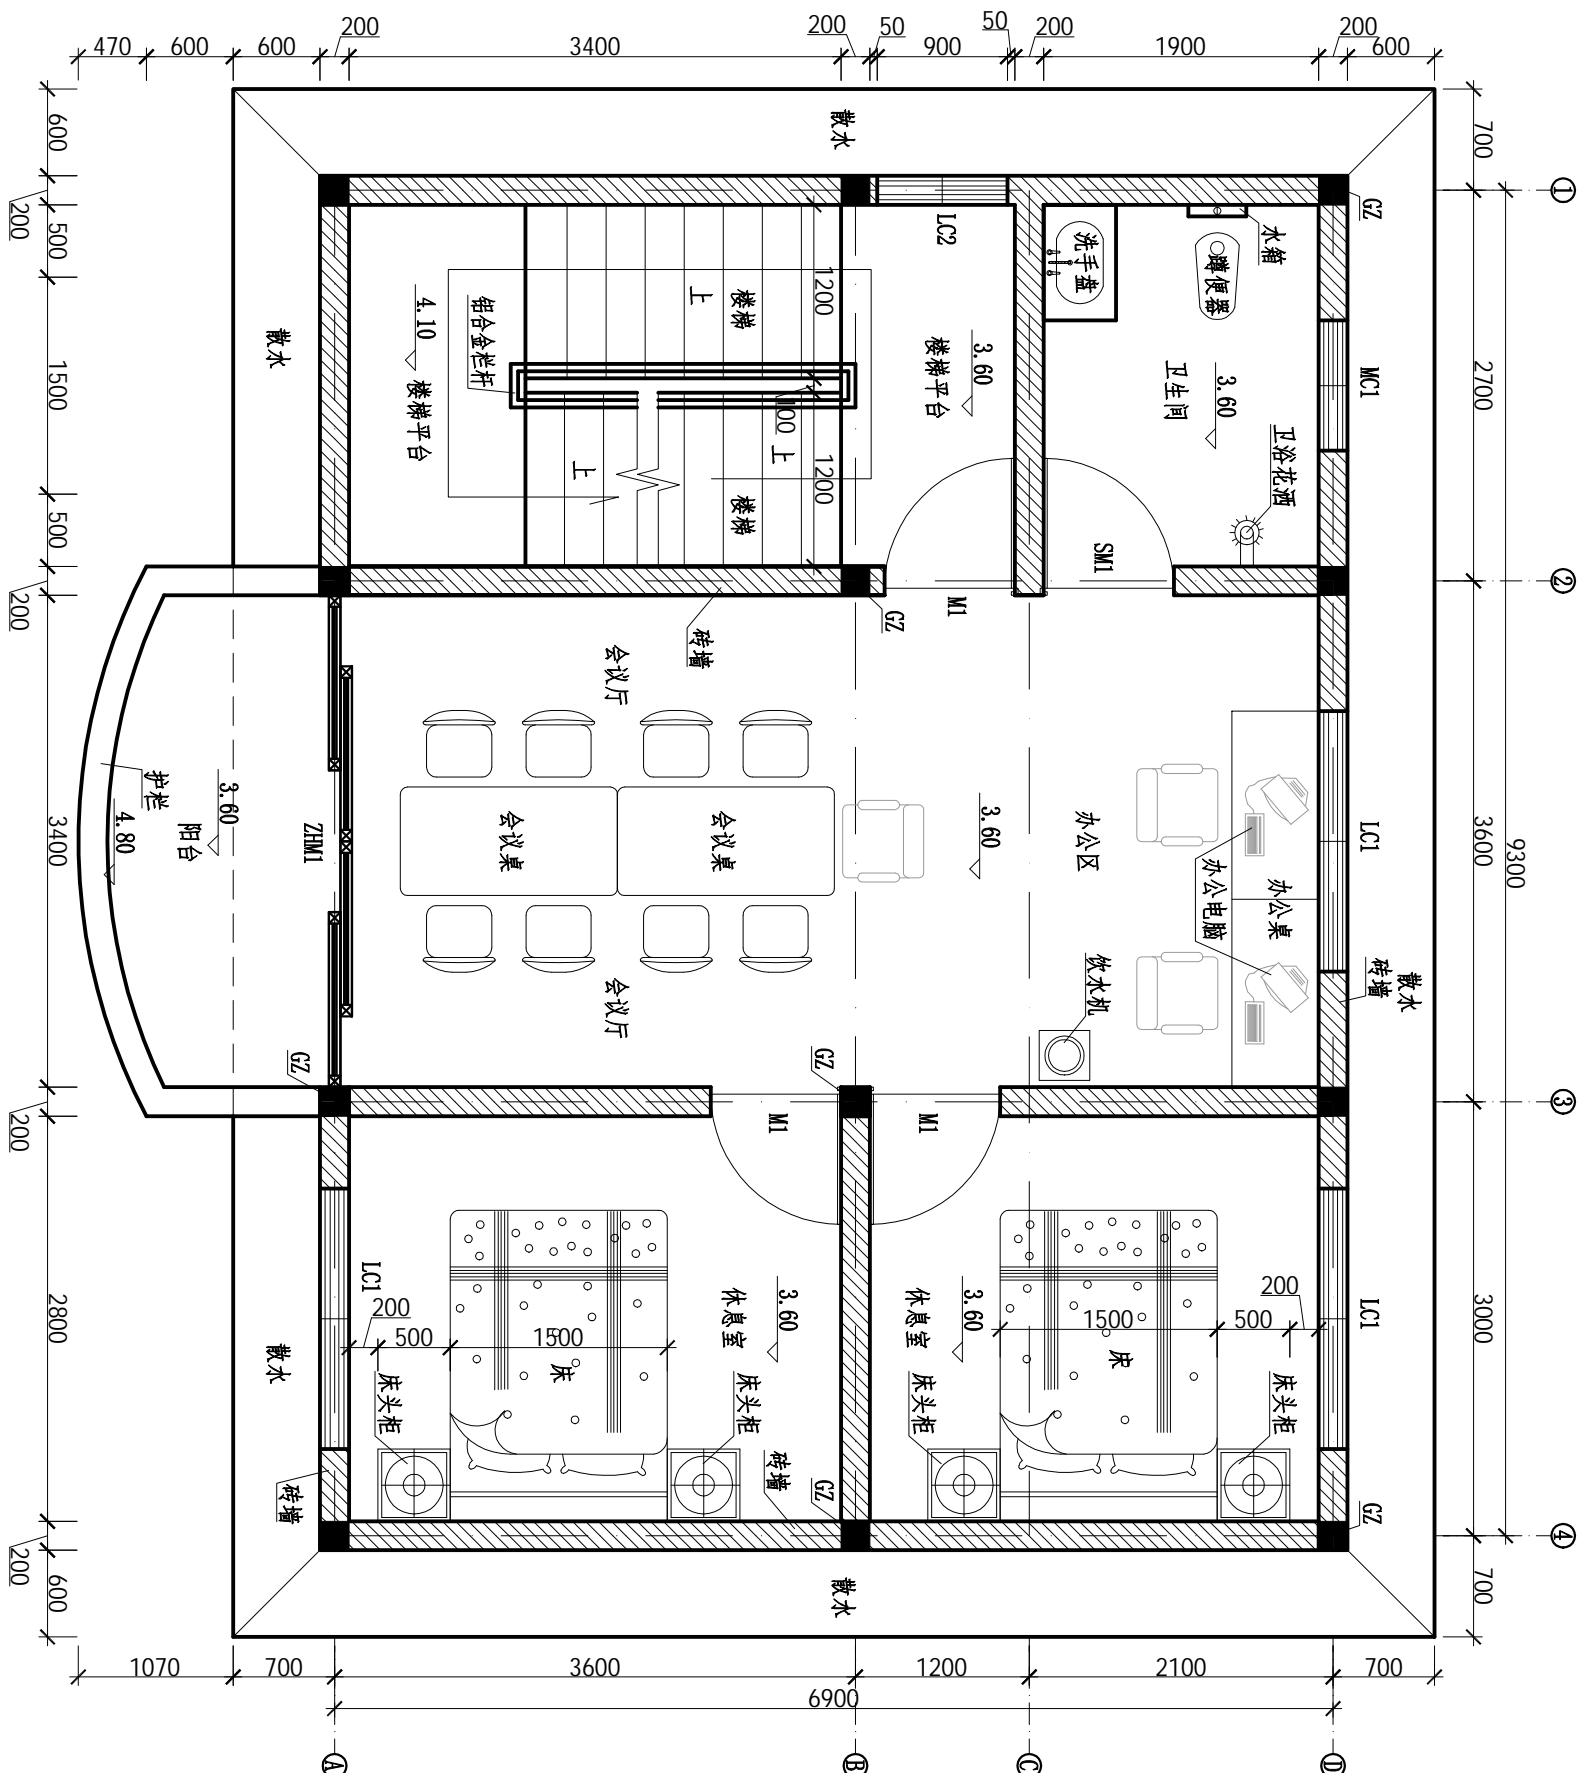 200
3400
200
50
900
50
200
1900
200
470
600
600
600
700
1
2
3
4
600
200
500
1500
500
200
3400
200
2800
200
600
700
2700
3600
9300
3000
700
散水
散水
散水
散水
散水
GZ
LC2
洗手盘
水箱
蹲便器
MC1
卫生间
3.60
卫浴花洒
SM1
4.10
楼梯平台
铝合金栏杆
上
楼梯
1200
100
上
上
1200
楼梯
楼梯平台
3.60
M1
GZ
砖墙
会议厅
会议桌
会议桌
会议厅
3.60
办公区
办公电脑
办公桌
LC1
砖墙
饮水机
护栏
4.80
3.60
阳台
ZHM1
GZ
GZ
M1
M1
LC1
200
500
1500
床
休息室
3.60
床头柜
床头柜
砖墙
砖墙
GZ
休息室
3.60
1500
500
200
床
床头柜
床头柜
LC1
GZ
1070
700
3600
1200
2100
700
6900
A
B
C
D